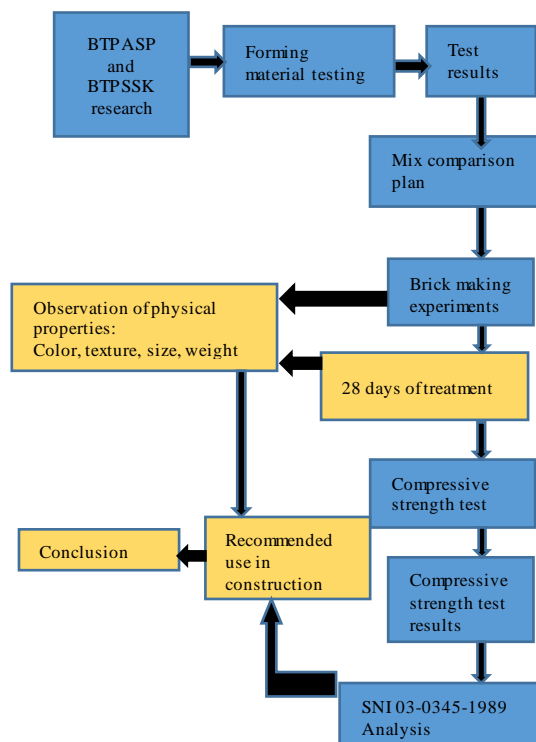 BTPASP
and
BTPSSK
research
Forming
material testing
Test
results
Mix comparison
plan
Brick making
experiments
Observation of physical
properties:
Color, texture, size, weight
28 days of treatment
Compressive
strength test
Recommended
use in
construction
Conclusion
Compressive
strength test
results
SNI 03-0345-1989
Analysis